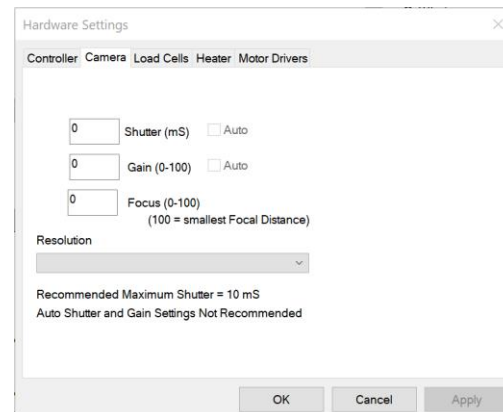 Hardware Settings
Controller Camera Load Cells Heater Motor Drivers
0 Shutter (mS) Auto
0 Gain (0-100) Auto
0 Focus (0-100)
(100 = smallest Focal Distance)
Resolution
Recommended Maximum Shutter = 10 mS
Auto Shutter and Gain Settings Not Recommended
OK Cancel Apply